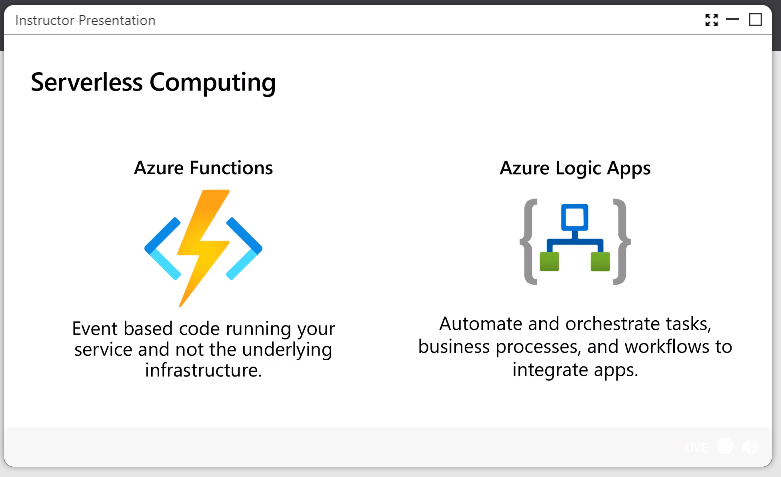 Instructor Presentation
Serverless Computing
Azure Functions
Event based code running your
service and not the underlying
infrastructure.
Azure Logic Apps
Automate and orchestrate tasks,
business processes, and workflows to
integrate apps.
LIVE